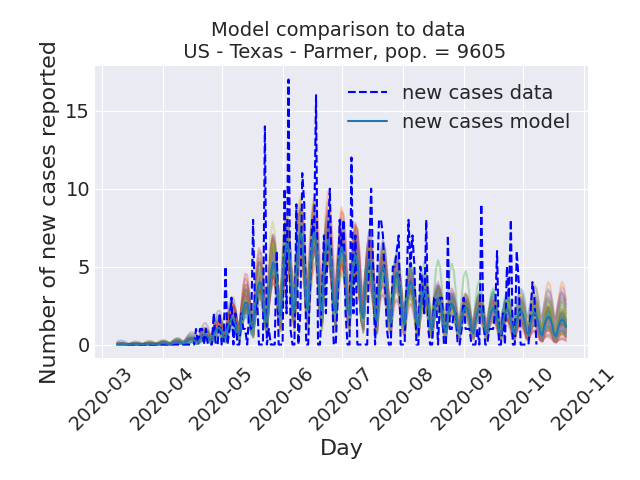 Model comparison to data
US - Texas - Parmer, pop. = 9605
Number of new cases reported
15
10
5
0
new cases data
new cases model
2020-03
2020-04
2020-05
2020-06
2020-07
2020-08
2020-09
2020-10
2020-11
Day